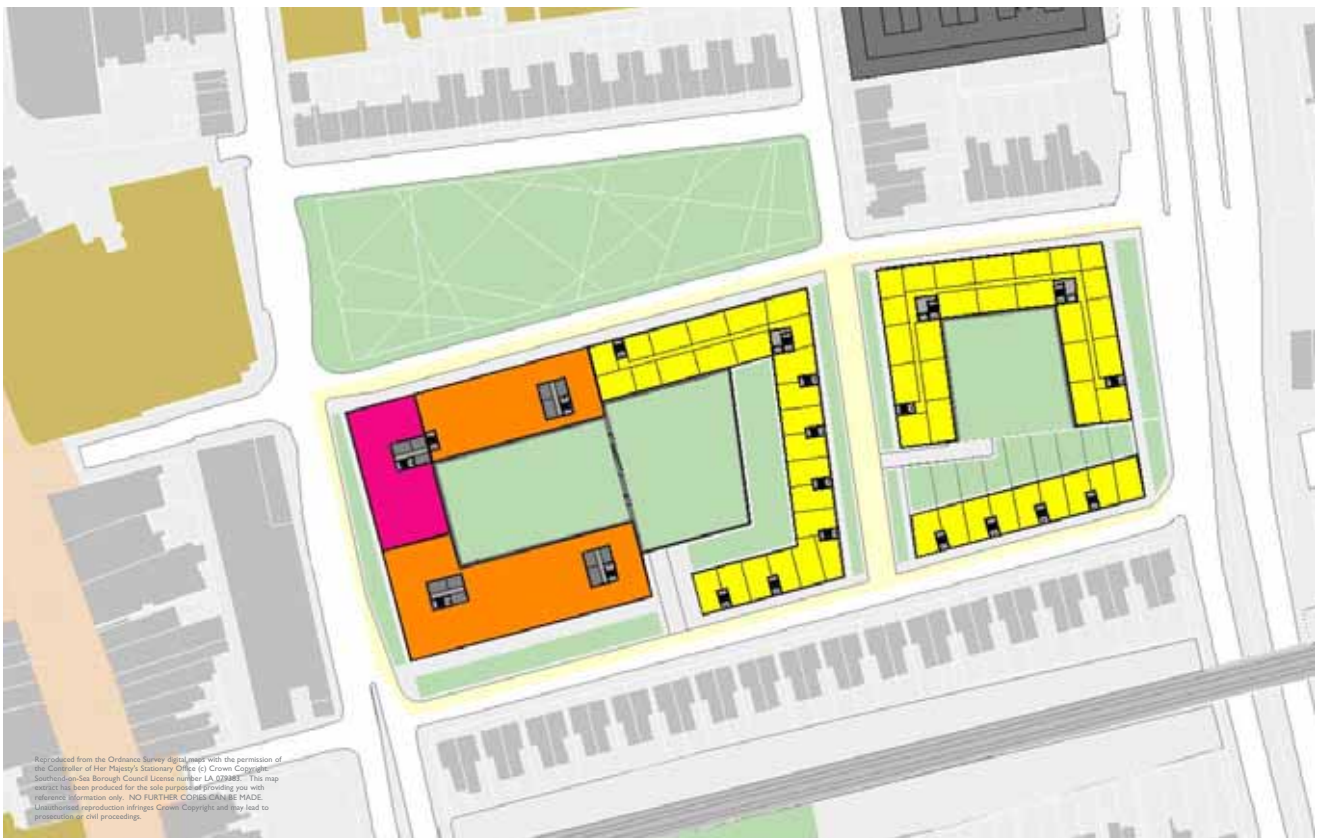 Reproduced from the Ordnance Survey digital maps with the permission of
the Controller of Her Majesty's Stationary Office (c) Crown Copyright.
Southend-on-Sea Borough Council License number LA 079383. This map
extract has been produced for the sole purpose of providing you with
reference information only. NO FURTHER COPIES CAN BE MADE.
Unauthorised reproduction infringes Crown Copyright and may lead to
prosecution or civil proceedings.